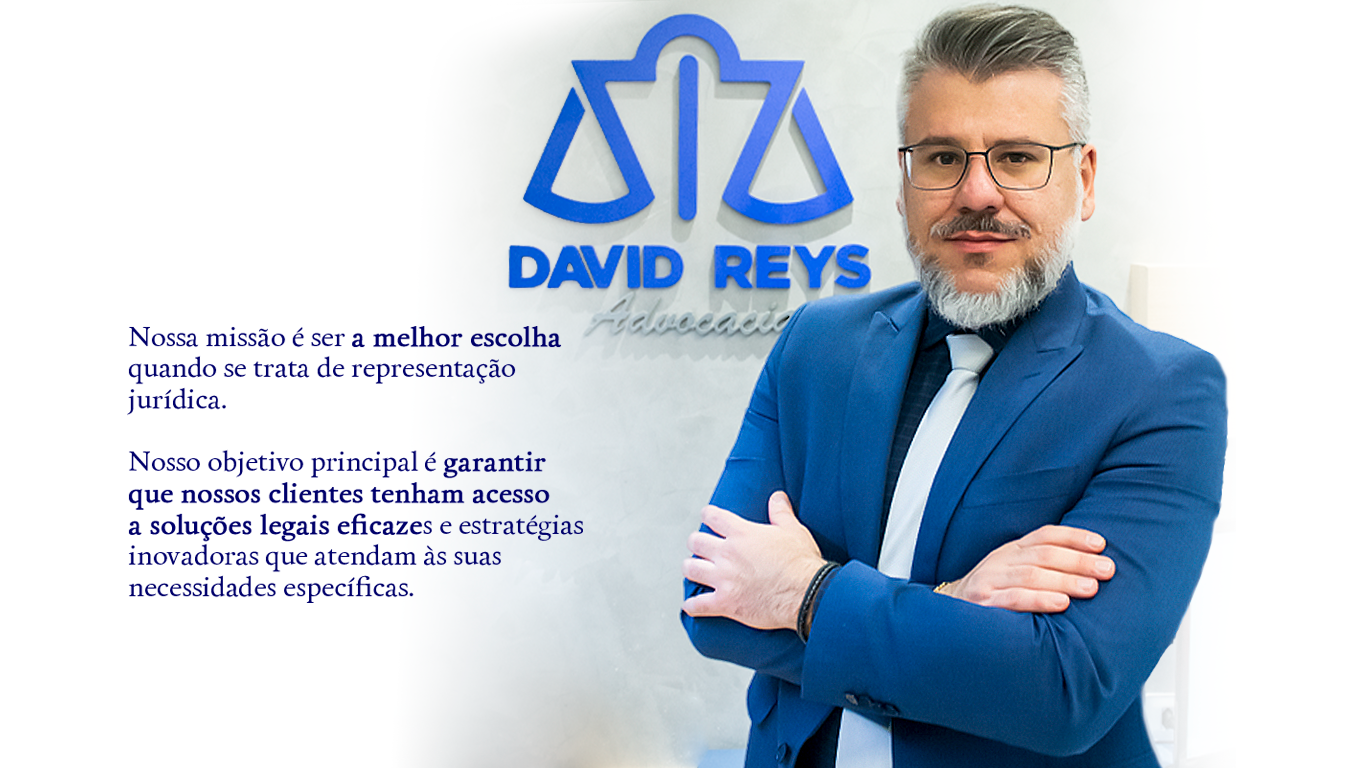 DAVID REYS
Advocacia
Nossa missão é ser a melhor escolha
quando se trata de representação
jurídica.
Nosso objetivo principal é garantir
que nossos clientes tenham acesso
a soluções legais eficazes e estratégias
inovadoras que atendam às suas
necessidades específicas.